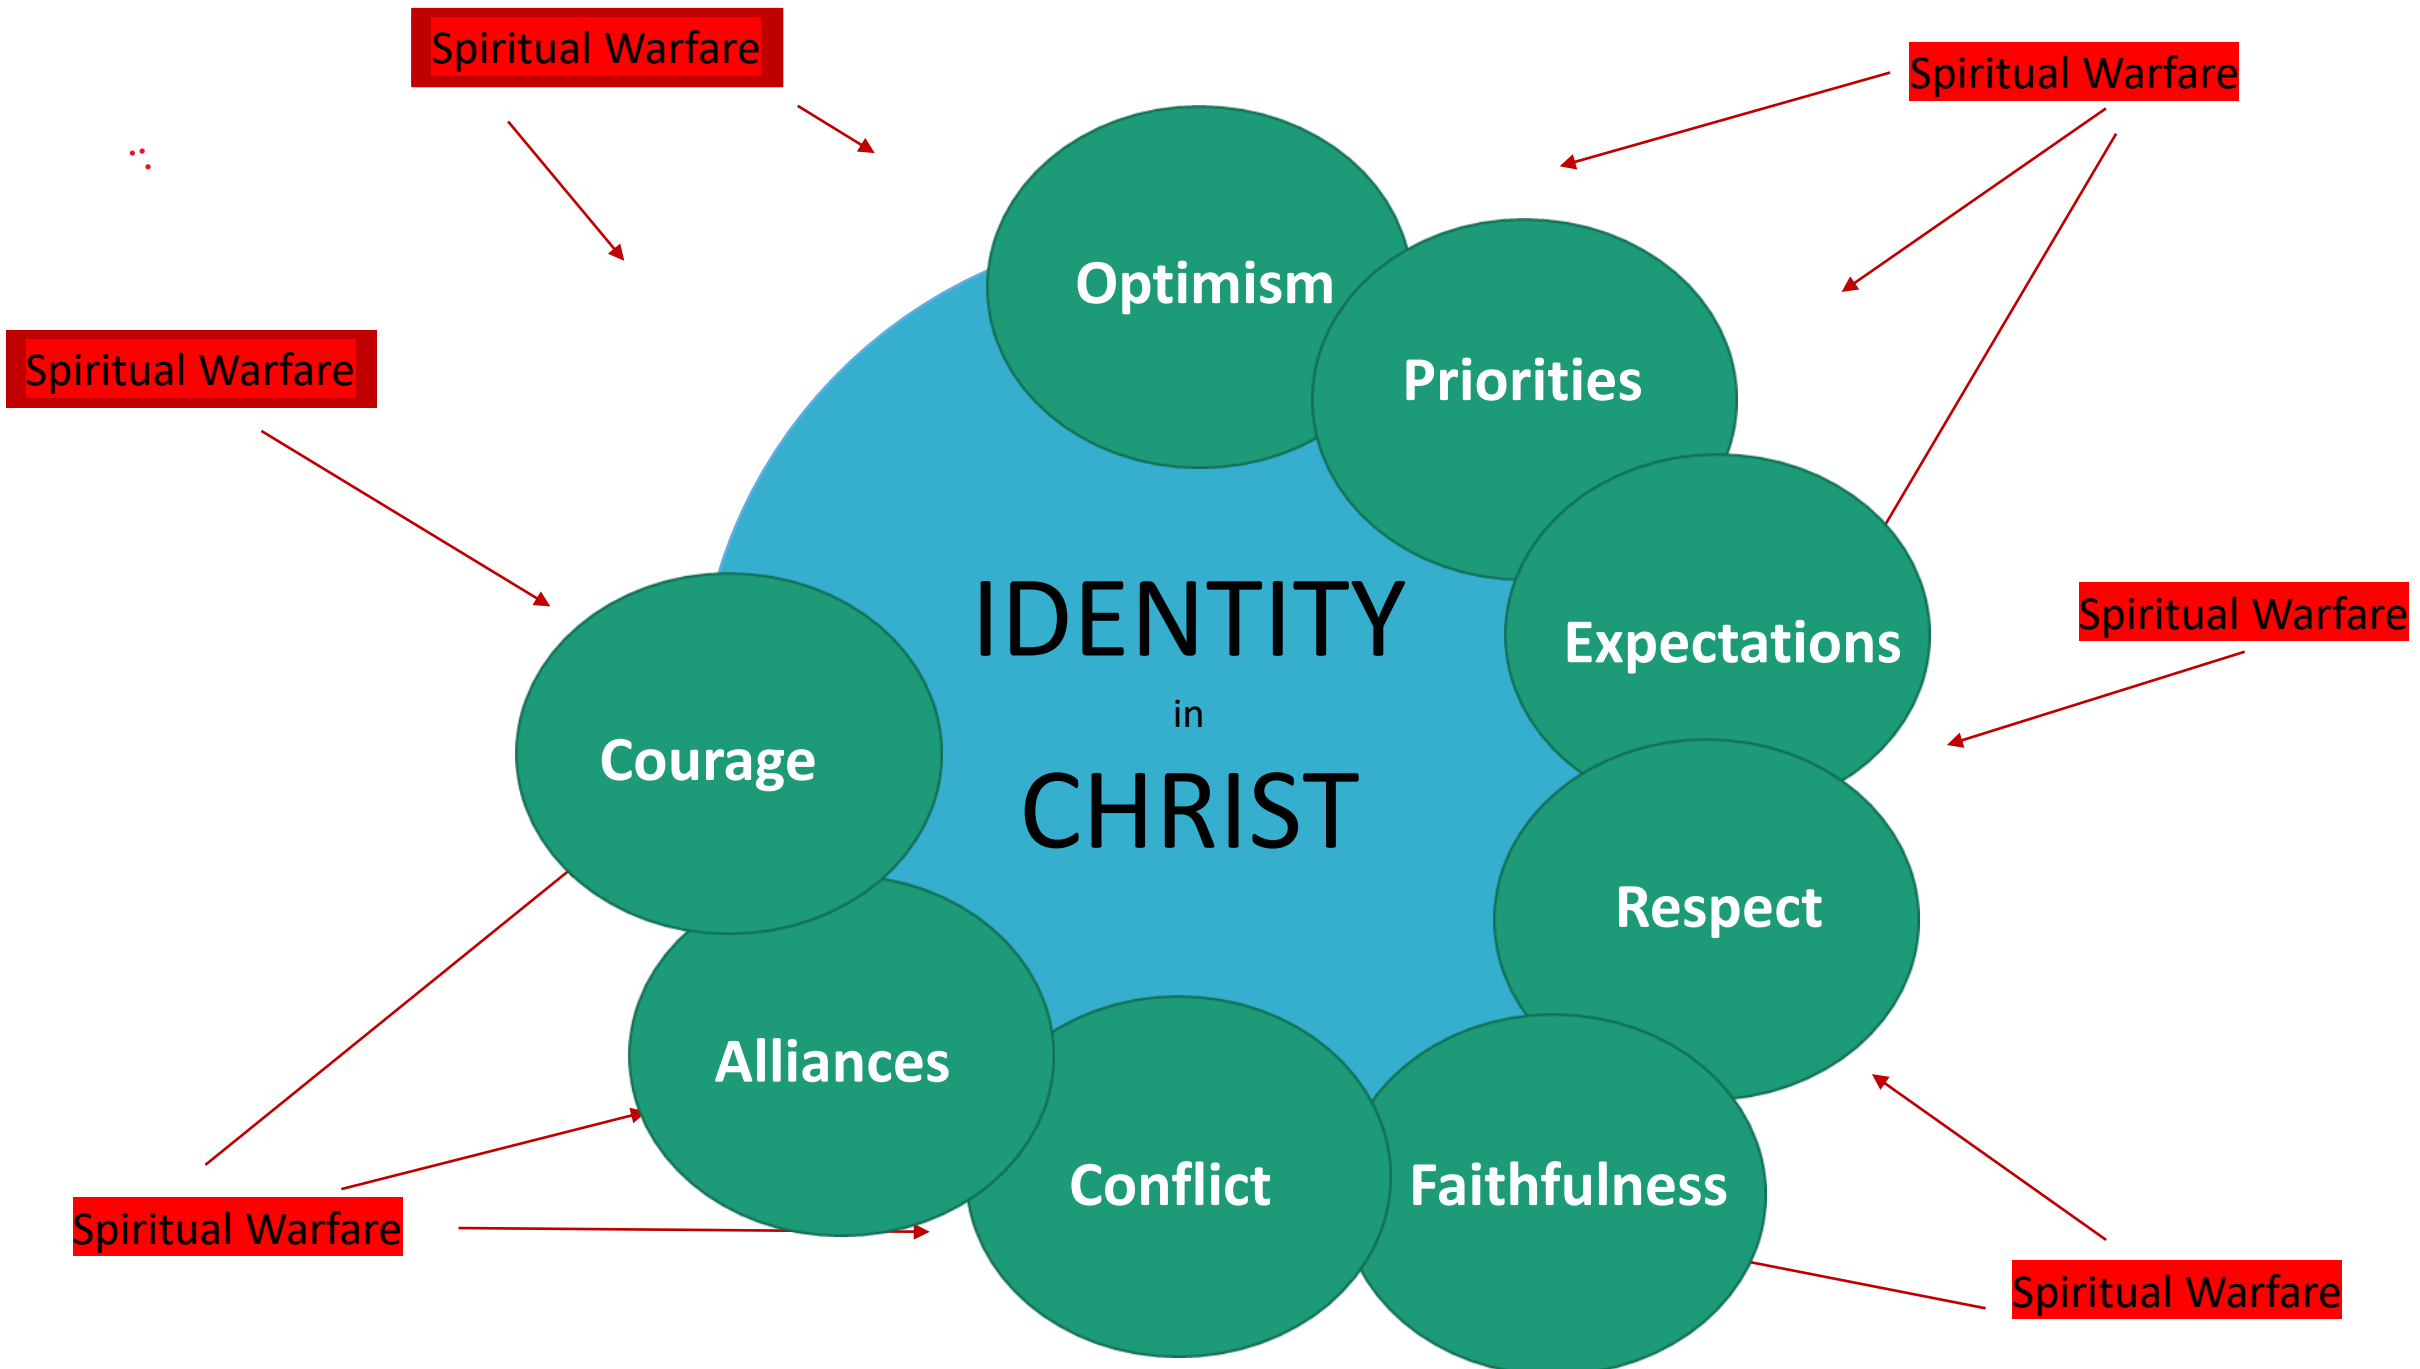 Spiritual Warfare
Spiritual Warfare
Optimism
Priorities
Spiritual Warfare
IDENTITY
in
CHRIST
Expectations
Spiritual Warfare
Courage
Respect
Alliances
Conflict
Faithfulness
Spiritual Warfare
Spiritual Warfare